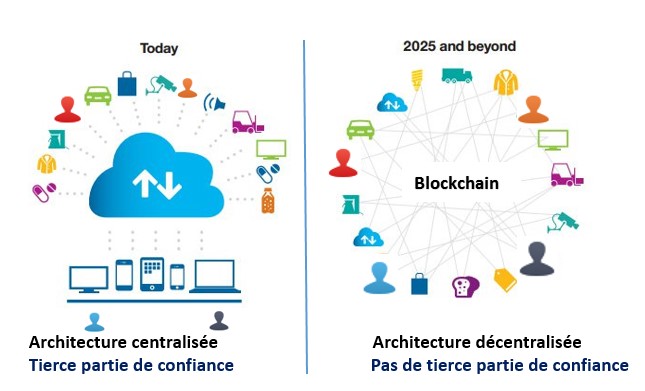 Today
2025 and beyond
Blockchain
Architecture centralisée
Tierce partie de confiance
Architecture décentralisée
Pas de tierce partie de confiance